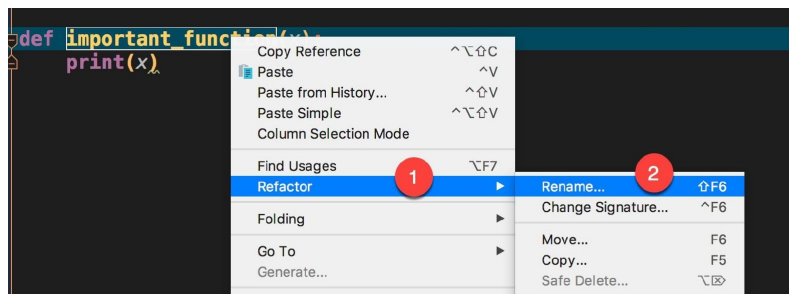 def important_function(x):
print(x)
Copy Reference ^⌥⇧C
Paste ^V
Paste from History... ^⇧V
Paste Simple ^⌥⇧V
Column Selection Mode
Find Usages ⌥F7
1
Refactor ▶
Folding ▶
Go To ▶
Generate...
2
Rename... ⇧F6
Change Signature... ^F6
Move... F6
Copy... F5
Safe Delete... ⌥⌦